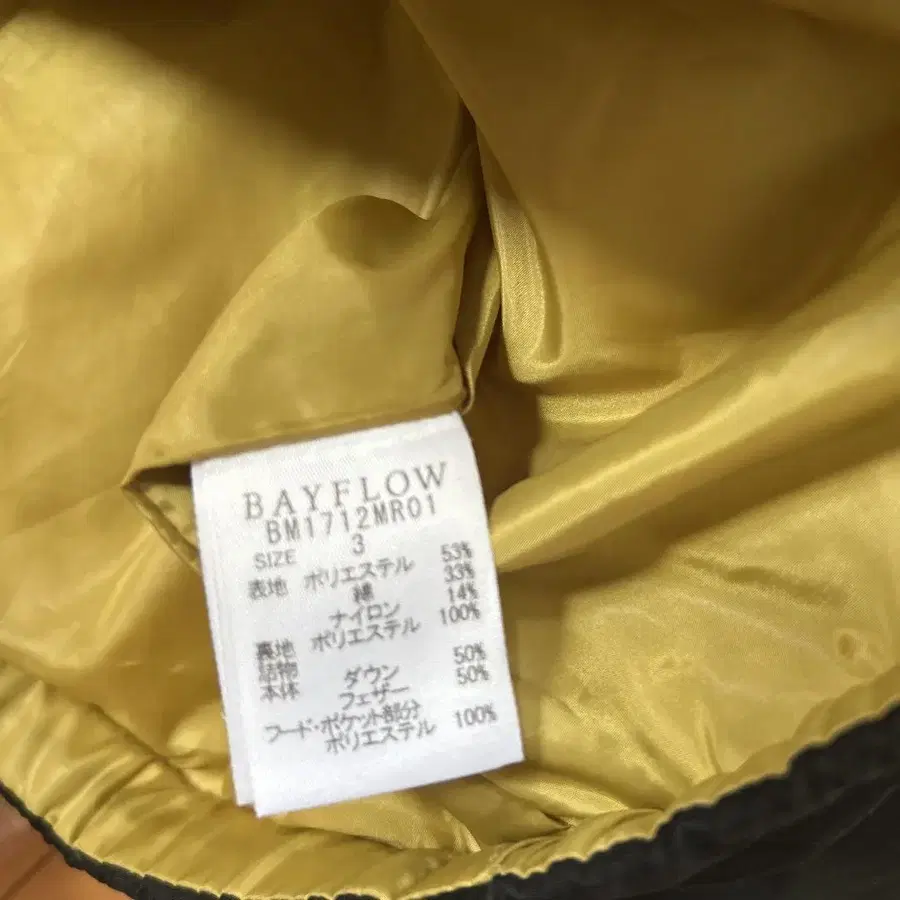 BAYFLOW
BM1712MR01
SIZE 3
表地 ポリエステル 53%
綿 33%
ナイロン 14%
裏地 ポリエステル 100%
詰物
本体 ダウン 50%
フェザー 50%
フード・ポケット部分
ポリエステル 100%